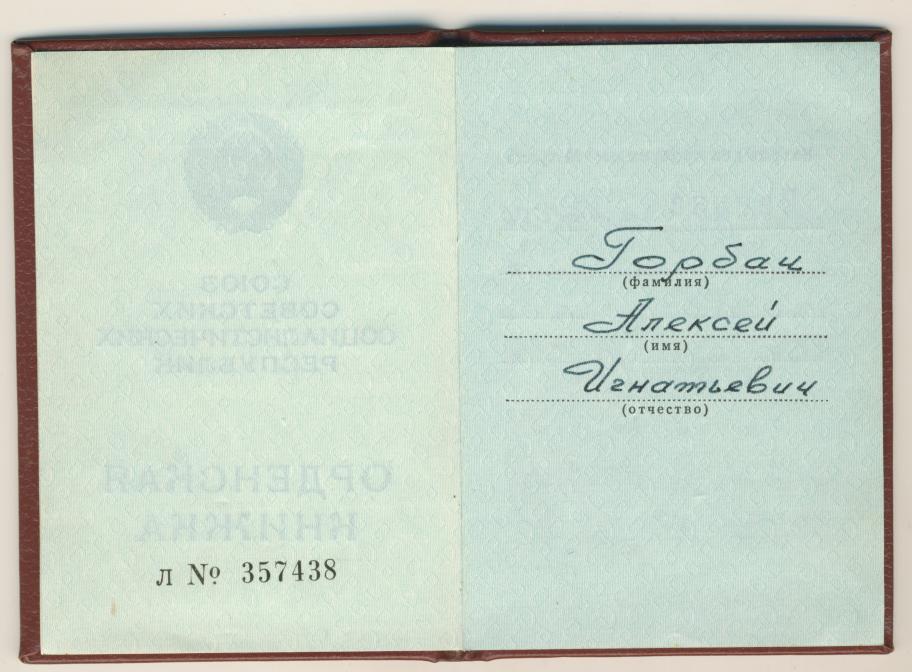 СОЮЗ
СОВЕТСКИХ
СОЦИАЛИСТИЧЕСКИХ
РЕСПУБЛИК
ОРДЕНСКАЯ
КНИЖКА
л № 357438
Горбач
(фамилия)
Алексей
(имя)
Игнатьевич
(отчество)